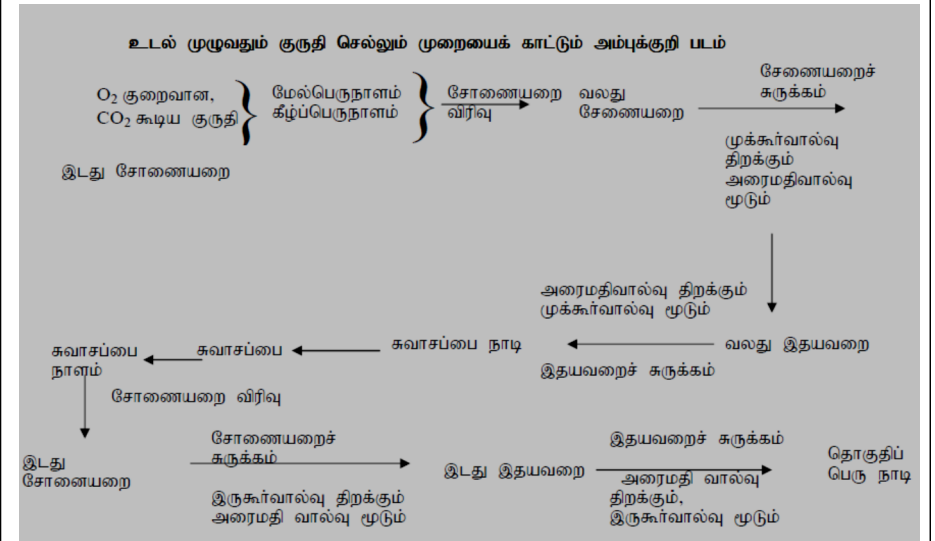 உடல் முழுவதும் குருதி செல்லும் முறையைக் காட்டும் அம்புக்குறி படம்
O₂ குறைவான,
CO₂ கூடிய குருதி
மேல்பெருநாளம்
கீழ்ப்பெருநாளம்
சோணையறை
விரிவு
வலது
சேணையறை
சேணையறைச்
சுருக்கம்
முக்கூர்வால்வு
திறக்கும்
அரைமதிவால்வு
மூடும்
இடது சோணையறை
அரைமதிவால்வு திறக்கும்
முக்கூர்வால்வு மூடும்
வலது இதயவறை
இதயவறைச் சுருக்கம்
சுவாசப்பை நாடி
சுவாசப்பை
சுவாசப்பை
நாளம்
சோணையறை விரிவு
இடது
சோனையறை
சோணையறைச்
சுருக்கம்
இருகூர்வால்வு திறக்கும்
அரைமதி வால்வு மூடும்
இடது இதயவறை
இதயவறைச் சுருக்கம்
அரைமதி வால்வு
திறக்கும்,
இருகூர்வால்வு மூடும்
தொகுதிப்
பெரு நாடி